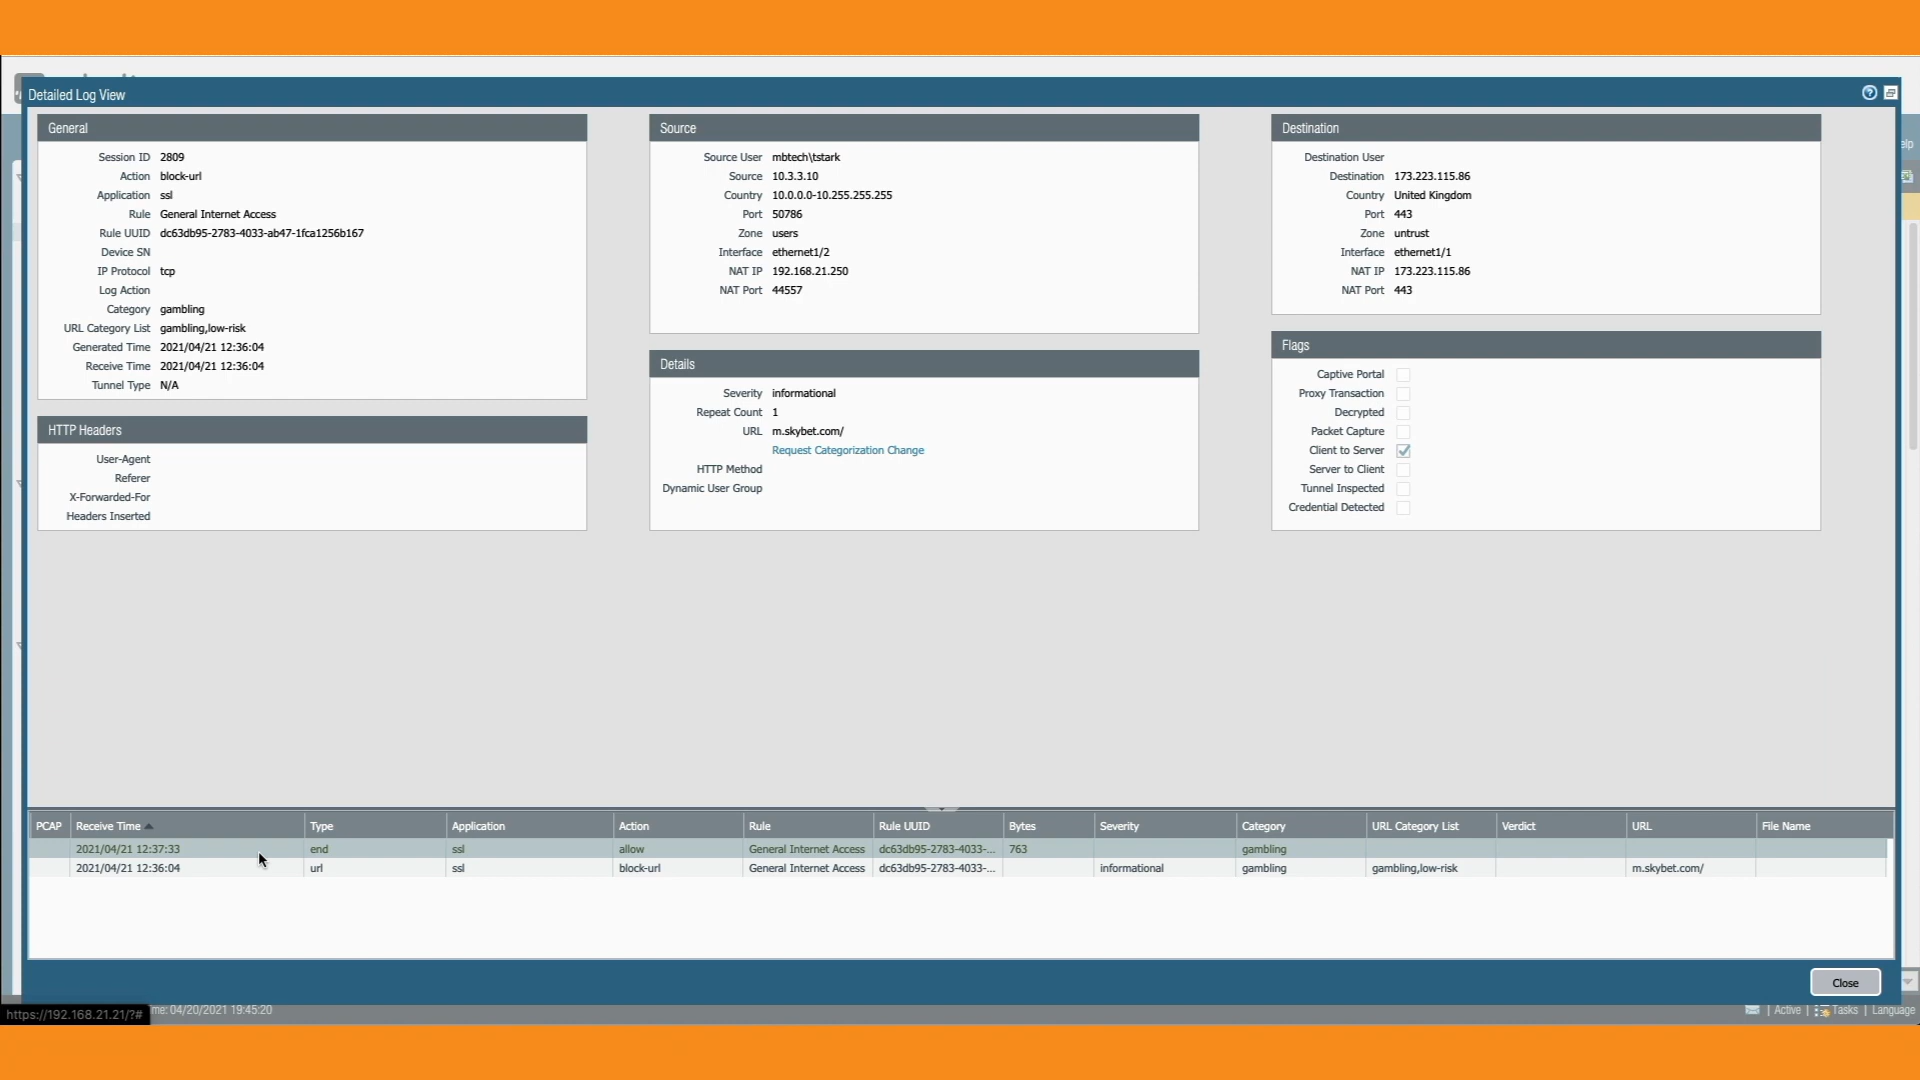 Detailed Log View
General
Session ID 2809
Action block-url
Application ssl
Rule General Internet Access
Rule UUID dc63db95-2783-4033-ab47-1fca1256b167
Device SN
IP Protocol tcp
Log Action
Category gambling
URL Category List gambling,low-risk
Generated Time 2021/04/21 12:36:04
Receive Time 2021/04/21 12:36:04
Tunnel Type N/A
HTTP Headers
User-Agent
Referer
X-Forwarded-For
Headers Inserted
Source
Source User mbtech\tstark
Source 10.3.3.10
Country 10.0.0.0-10.255.255.255
Port 50786
Zone users
Interface ethernet1/2
NAT IP 192.168.21.250
NAT Port 44557
Details
Severity informational
Repeat Count 1
URL m.skybet.com/
Request Categorization Change
HTTP Method
Dynamic User Group
Destination
Destination User
Destination 173.223.115.86
Country United Kingdom
Port 443
Zone untrust
Interface ethernet1/1
NAT IP 173.223.115.86
NAT Port 443
Flags
Captive Portal
Proxy Transaction
Decrypted
Packet Capture
Client to Server
Server to Client
Tunnel Inspected
Credential Detected
elp
PCAP Receive Time Type Application Action Rule Rule UUID Bytes Severity Category URL Category List Verdict URL File Name
2021/04/21 12:37:33 end ssl allow General Internet Access dc63db95-2783-4033-... 763 gambling
2021/04/21 12:36:04 url ssl block-url General Internet Access dc63db95-2783-4033-... informational gambling gambling,low-risk m.skybet.com/
Close
https://192.168.21.21/?# me: 04/20/2021 19:45:20 | Active | Tasks | Language